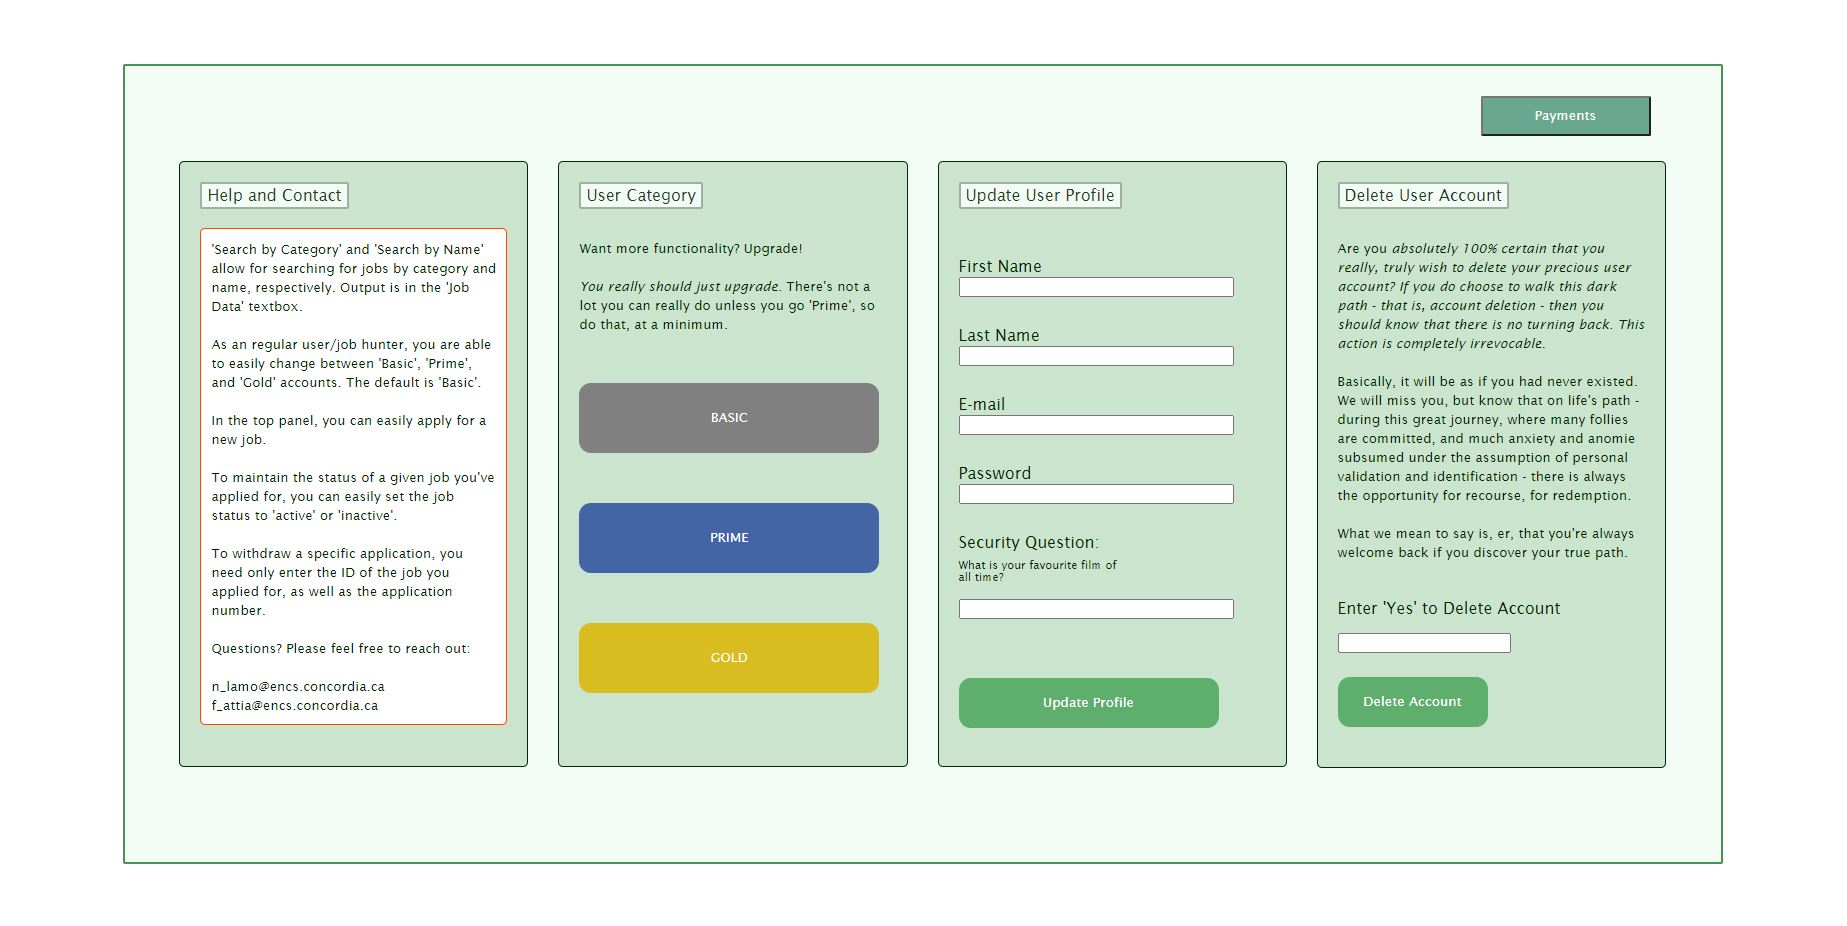 Payments
Help and Contact
'Search by Category' and 'Search by Name'
allow for searching for jobs by category and
name, respectively. Output is in the 'Job
Data' textbox.
As an regular user/job hunter, you are able
to easily change between 'Basic', 'Prime',
and 'Gold' accounts. The default is 'Basic'.
In the top panel, you can easily apply for a
new job.
To maintain the status of a given job you've
applied for, you can easily set the job
status to 'active' or 'inactive'.
To withdraw a specific application, you
need only enter the ID of the job you
applied for, as well as the application
number.
Questions? Please feel free to reach out:
n_lamo@encs.concordia.ca
f_attia@encs.concordia.ca
User Category
Want more functionality? Upgrade!
You really should just upgrade. There's not a
lot you can really do unless you go 'Prime', so
do that, at a minimum.
BASIC
PRIME
GOLD
Update User Profile
First Name
Last Name
E-mail
Password
Security Question:
What is your favourite film of
all time?
Update Profile
Delete User Account
Are you absolutely 100% certain that you
really, truly wish to delete your precious user
account? If you do choose to walk this dark
path - that is, account deletion - then you
should know that there is no turning back. This
action is completely irrevocable.
Basically, it will be as if you had never existed.
We will miss you, but know that on life's path -
during this great journey, where many follies
are committed, and much anxiety and anomie
subsumed under the assumption of personal
validation and identification - there is always
the opportunity for recourse, for redemption.
What we mean to say is, er, that you're always
welcome back if you discover your true path.
Enter 'Yes' to Delete Account
Delete Account